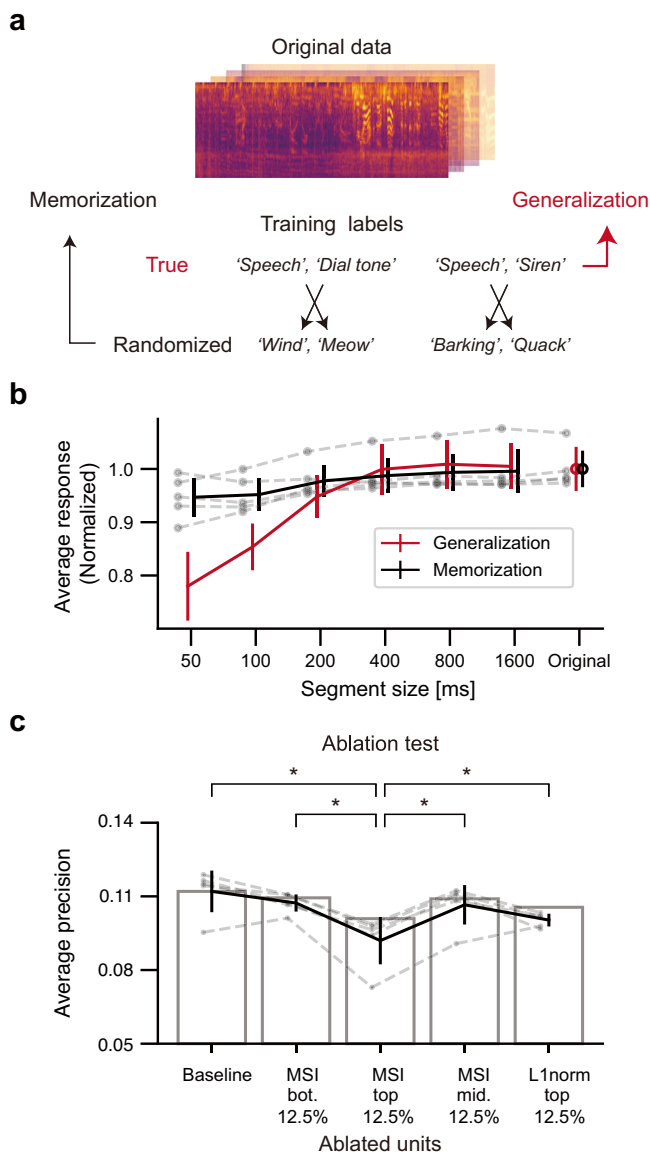 a
Original data
Memorization
Generalization
Training labels
True
‘Speech’, ‘Dial tone’
‘Speech’, ‘Siren’
Randomized
‘Wind’, ‘Meow’
‘Barking’, ‘Quack’
b
Average response
(Normalized)
1.0
0.9
0.8
Generalization
Memorization
50 100 200 400 800 1600 Original
Segment size [ms]
c
Ablation test
* *
* *
Average precision
0.14
0.11
0.08
0.05
Baseline MSI MSI MSI L1norm
bot. top mid. top
12.5% 12.5% 12.5% 12.5%
Ablated units